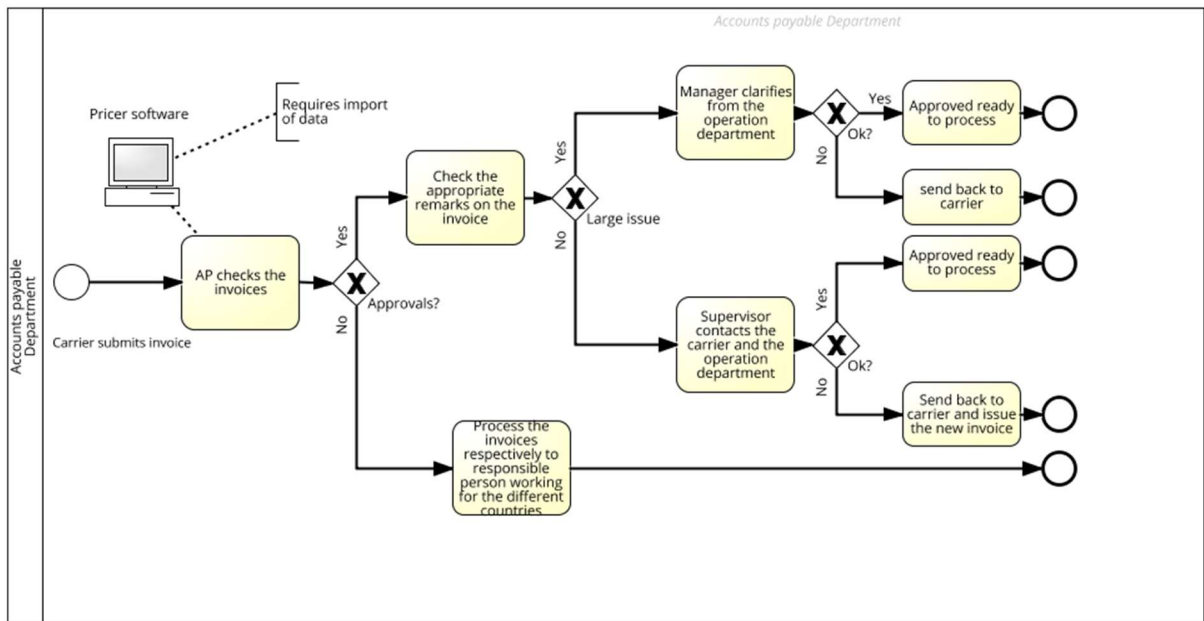 Accounts payable Department
Accounts payable
Department
Pricer software
Requires import
of data
Carrier submits invoice
AP checks the
invoices
Approvals?
Yes
No
Check the
appropriate
remarks on the
invoice
Large issue
Yes
No
Manager clarifies
from the
operation
department
Ok?
Yes
No
Approved ready
to process
send back to
carrier
Supervisor
contacts the
carrier and the
operation
department
Ok?
Yes
No
Approved ready
to process
Send back to
carrier and issue
the new invoice
Process the
invoices
respectively to
responsible
person working
for the different
countries